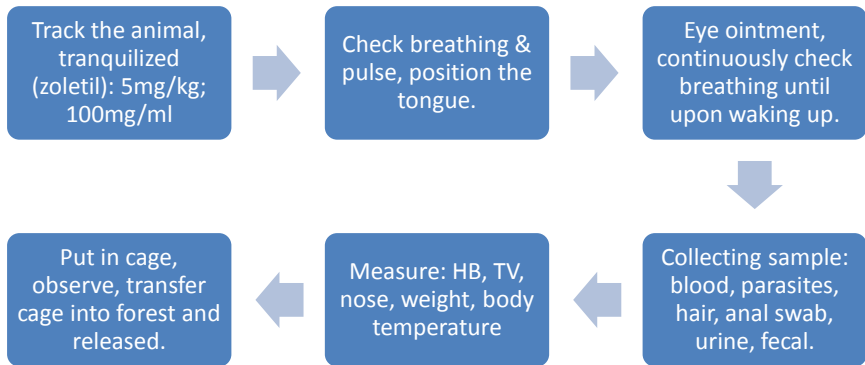 Track the animal,
tranquilized
(zoletil): 5mg/kg;
100mg/ml
Check breathing &
pulse, position the
tongue.
Eye ointment,
continuously check
breathing until
upon waking up.
Collecting sample:
blood, parasites,
hair, anal swab,
urine, fecal.
Measure: HB, TV,
nose, weight, body
temperature
Put in cage,
observe, transfer
cage into forest and
released.